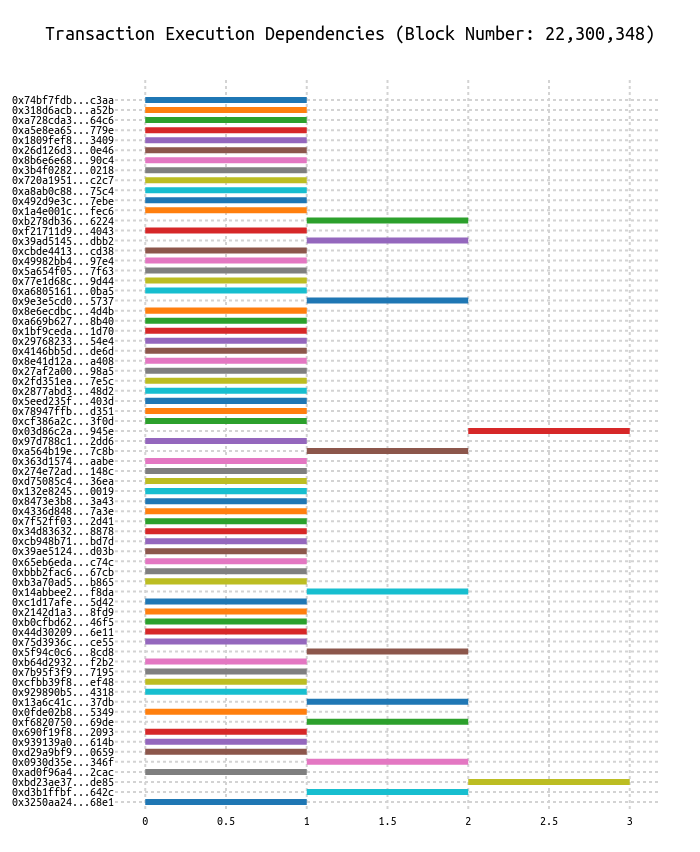 Transaction Execution Dependencies (Block Number: 22,300,348)
0x74bf7fdb...c3aa
0x318d6acb...a52b
0xa728cda3...64c6
0xa5e8ea65...779e
0x1809fef8...3409
0x26d126d3...0e46
0x8b6e6e68...90c4
0x3b4f0282...0218
0x720a1951...c2c7
0xa8ab0c88...75c4
0x492d9e3c...7ebe
0x1a4e001c...fec6
0xb278db36...6224
0xf21711d9...4043
0x39ad5145...dbb2
0xcbde4413...cd38
0x49982bb4...97e4
0x5a654f05...7f63
0x77e1d68c...9d44
0xa6805161...0ba5
0x9e3e5cd0...5737
0x8e6ecdbc...4d4b
0xa669b627...8b40
0x1bf9ceda...1d70
0x29768233...54e4
0x4146bb5d...de6d
0x8e41d12a...a408
0x27af2a00...98a5
0x2fd351ea...7e5c
0x2877abd3...48d2
0x5eed235f...403d
0x78947ffb...d351
0xcf386a2c...3f0d
0x03d86c2a...945e
0x97d788c1...2dd6
0xa564b19e...7c8b
0x363d1574...aabe
0x274e72ad...148c
0xd75085c4...36ea
0x132e8245...0019
0x8473e3b8...3a43
0x4336d848...7a3e
0x7f52ff03...2d41
0x34d83632...8878
0xcb948b71...bd7d
0x39ae5124...d03b
0x65eb6eda...c74c
0xbbb2fac6...67cb
0xb3a70ad5...b865
0x14abbee2...f8da
0xc1d17afe...5d42
0x2142d1a3...8fd9
0xb0cfbd62...46f5
0x44d30209...6e11
0x75d3936c...ce55
0x5f94c0c6...8cd8
0xb64d2932...f2b2
0x7b95f3f9...7195
0xcfbb39f8...ef48
0x929890b5...4318
0x13a6c41c...37db
0x0fde02b8...5349
0xf6820750...69de
0x690f19f8...2093
0x939139a0...614b
0xd29a9bf9...0659
0x0930d35e...346f
0xad0f96a4...2cac
0xbd23ae37...de85
0xd3b1ffbf...642c
0x3250aa24...68e1
0 0.5 1 1.5 2 2.5 3